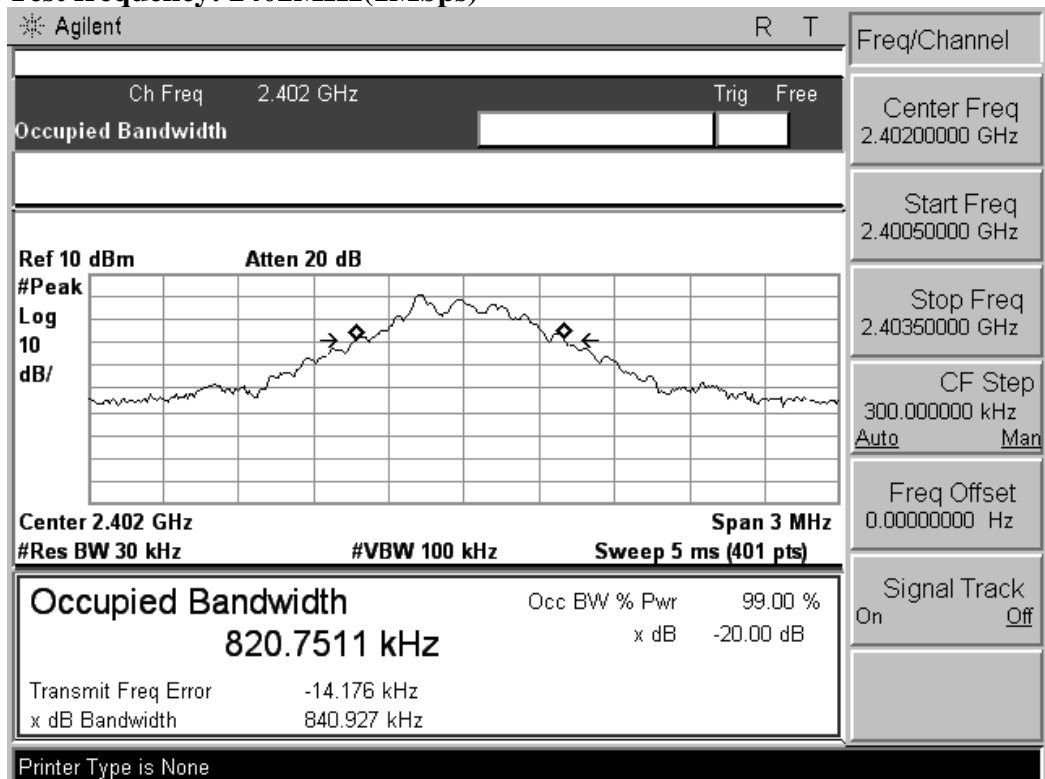 Test frequency: 2402MHz(1Mbps)
Agilent R T
Ch Freq 2.402 GHz Trig Free
Occupied Bandwidth
Ref 10 dBm Atten 20 dB
#Peak
Log
10
dB/
Center 2.402 GHz Span 3 MHz
#Res BW 30 kHz #VBW 100 kHz Sweep 5 ms (401 pts)
Occupied Bandwidth Occ BW % Pwr 99.00 %
820.7511 kHz x dB -20.00 dB
Transmit Freq Error -14.176 kHz
x dB Bandwidth 840.927 kHz
Printer Type is None
Freq/Channel
Center Freq
2.40200000 GHz
Start Freq
2.40050000 GHz
Stop Freq
2.40350000 GHz
CF Step
300.000000 kHz
Auto Man
Freq Offset
0.00000000 Hz
Signal Track
On Off